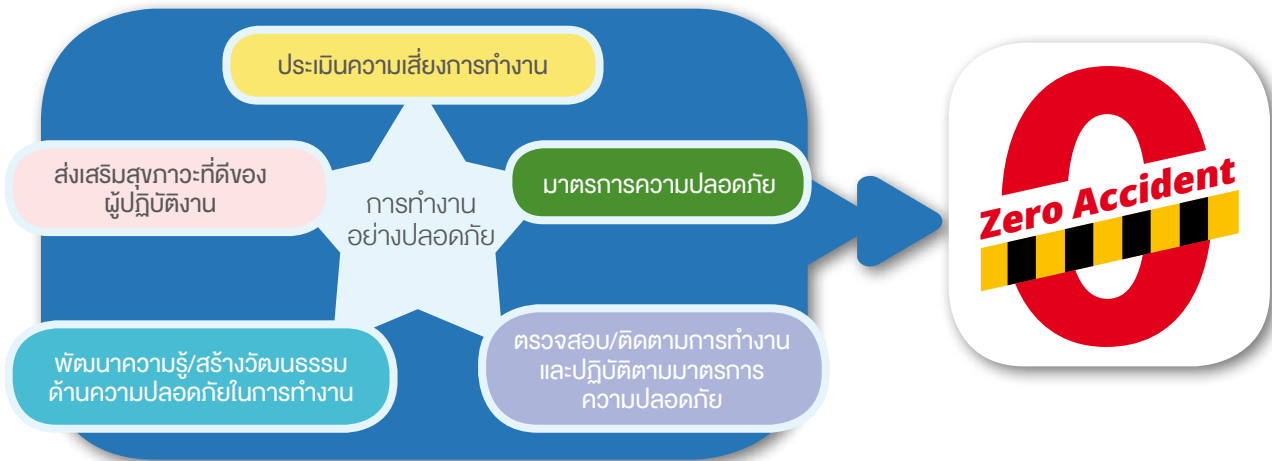 ประเมินความเสี่ยงการทำงาน
ส่งเสริมสุขภาวะที่ดีของ
ผู้ปฏิบัติงาน
มาตรการความปลอดภัย
การทำงาน
อย่างปลอดภัย
พัฒนาความรู้/สร้างวัฒนธรรม
ด้านความปลอดภัยในการทำงาน
ตรวจสอบ/ติดตามการทำงาน
และปฏิบัติตามมาตรการ
ความปลอดภัย
0
Zero Accident